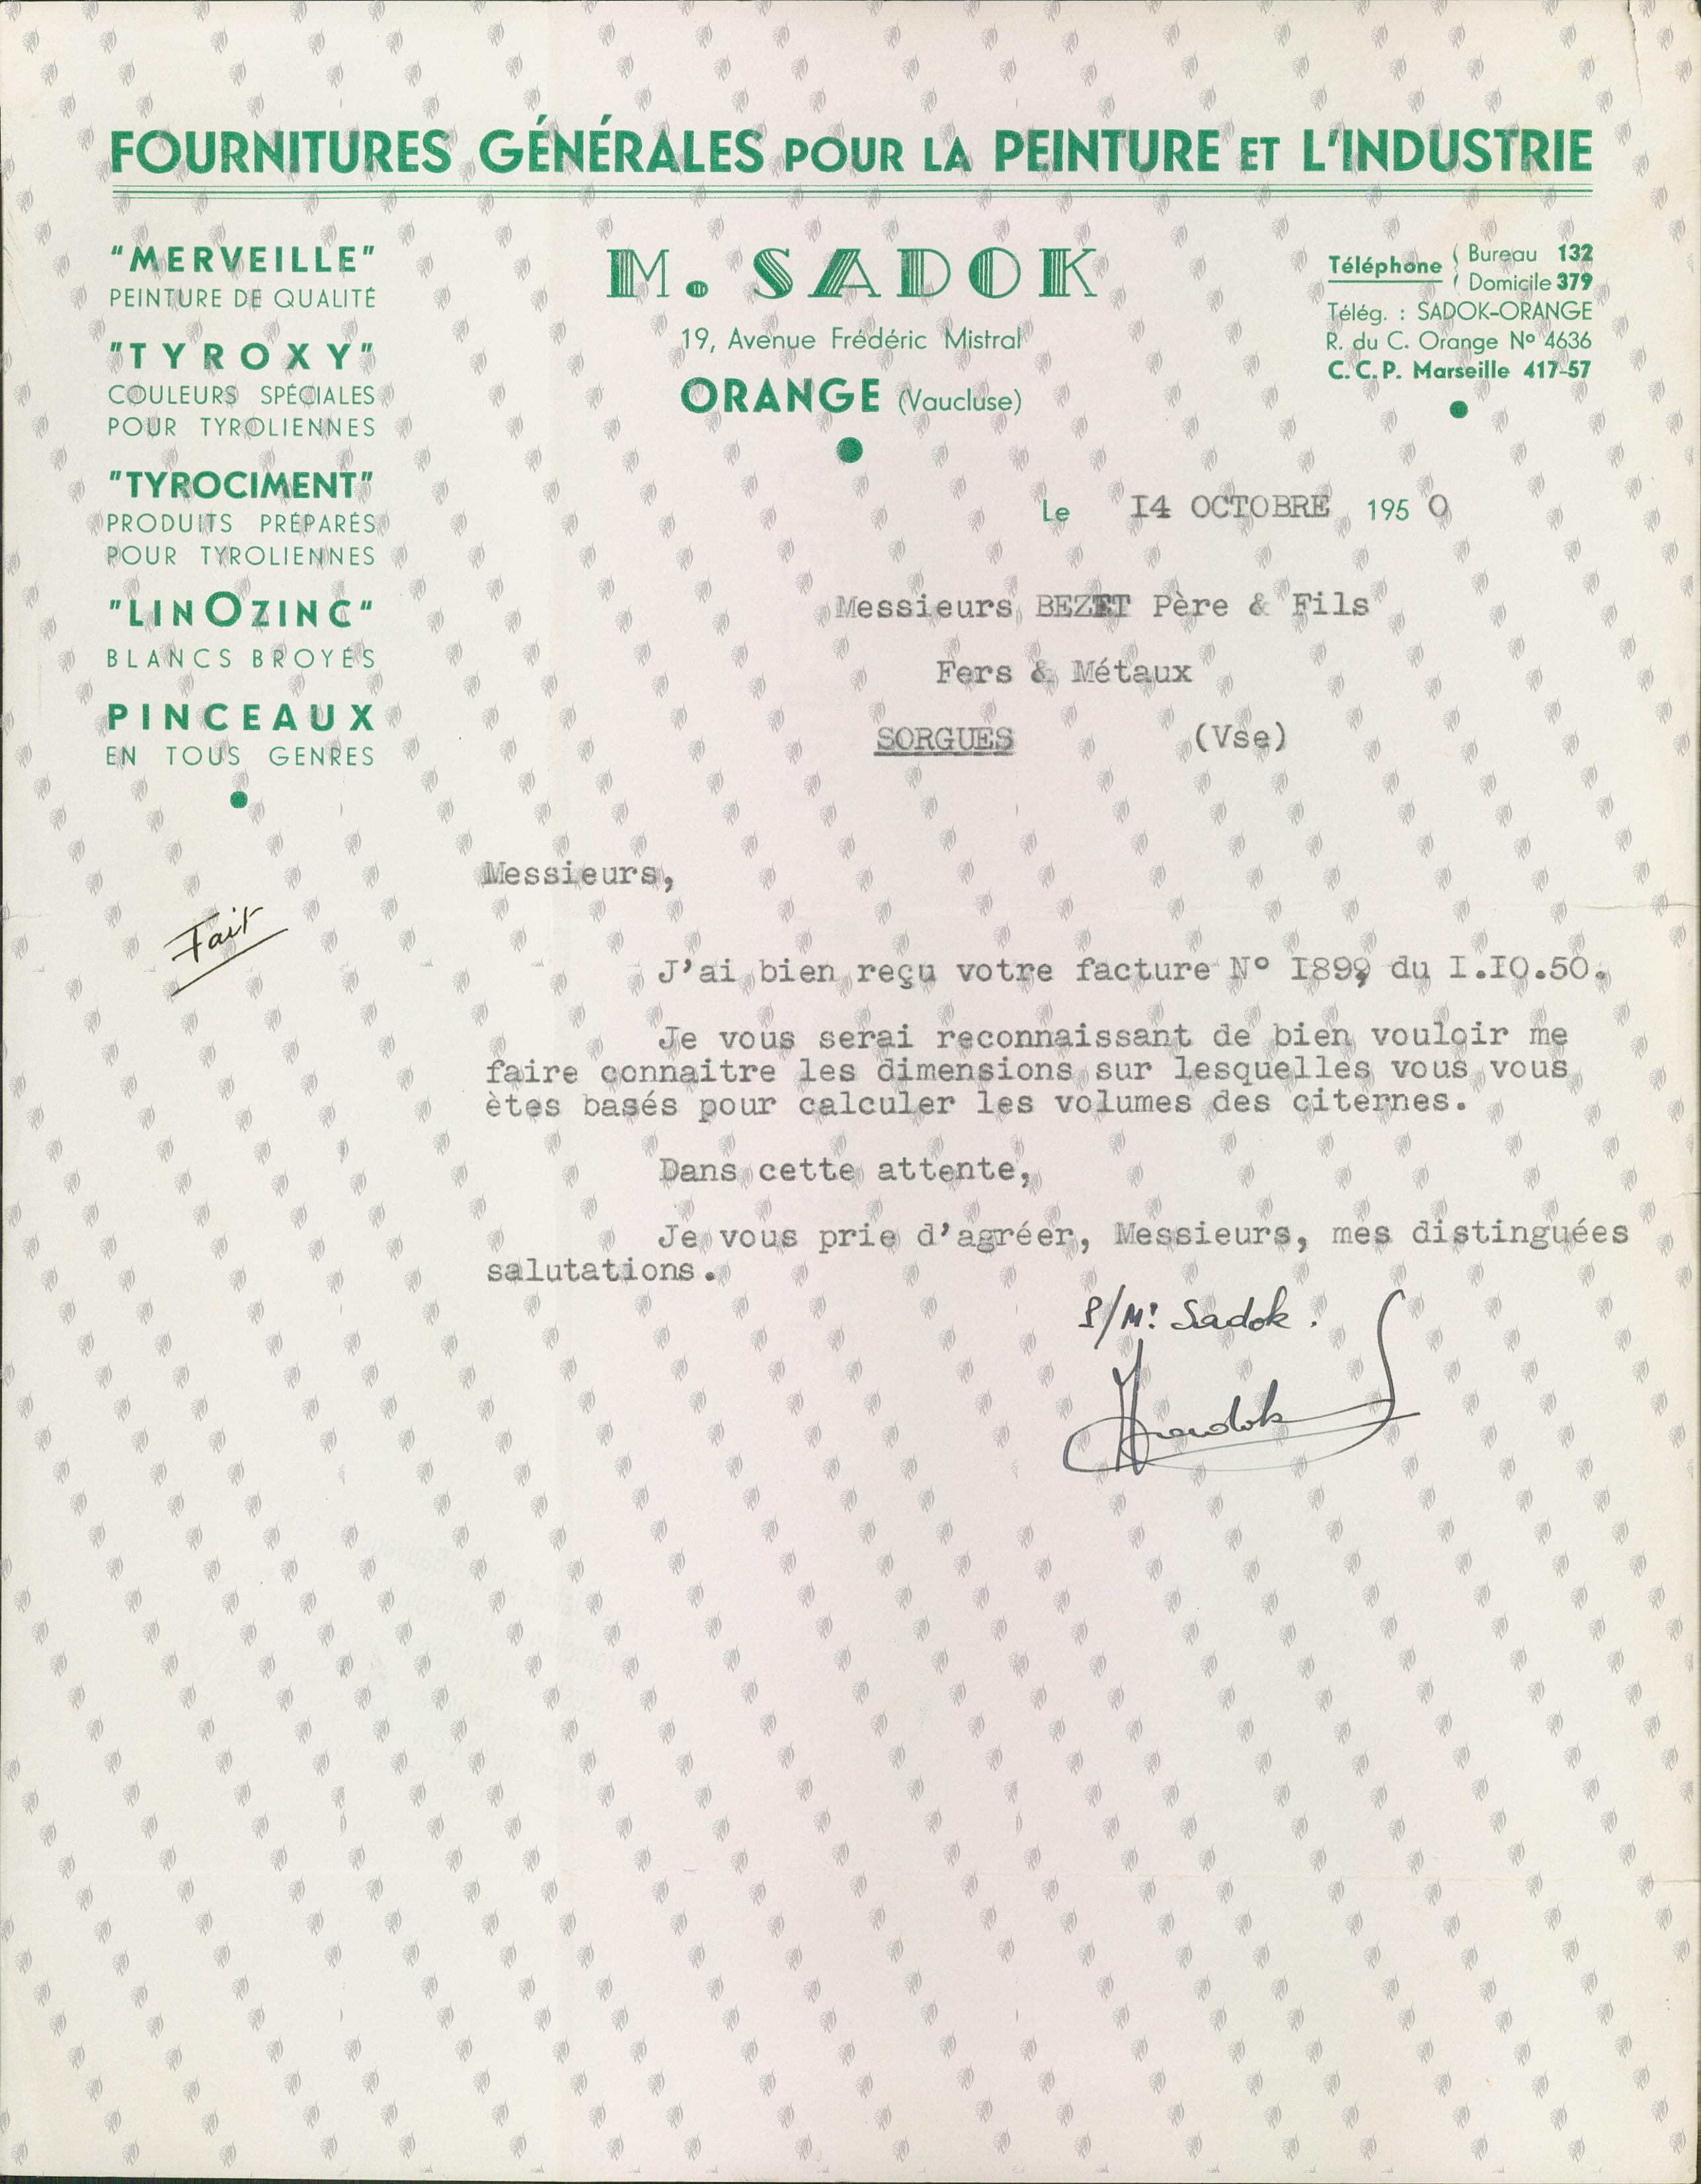 FOURNITURES GÉNÉRALES POUR LA PEINTURE ET L'INDUSTRIE
"MERVEILLE"
PEINTURE DE QUALITÉ
"TYROXY"
COULEURS SPÉCIALES
POUR TYROLIENNES
"TYROCIMENT"
PRODUITS PRÉPARÉS
POUR TYROLIENNES
"LINOZINC"
BLANCS BROYÉS
PINCEAUX
EN TOUS GENRES
M. SADOK
19, Avenue Frédéric Mistral
ORANGE (Vaucluse)
Téléphone Bureau 132
Domicile 379
Télég. : SADOK-ORANGE
R. du C. Orange Nº 4636
C.C.P. Marseille 417-57
Le I4 OCTOBRE 1950
Messieurs BEZET Père & Fils
Fers & Métaux
SORGUES (Vse)
Messieurs,
Fait
J'ai bien reçu votre facture Nº I899 du I.I0.50.
Je vous serai reconnaissant de bien vouloir me
faire connaitre les dimensions sur lesquelles vous vous
ètes basés pour calculer les volumes des citernes.
Dans cette attente,
Je vous prie d'agréer, Messieurs, mes distinguées
salutations.
P/Mr Sadok.